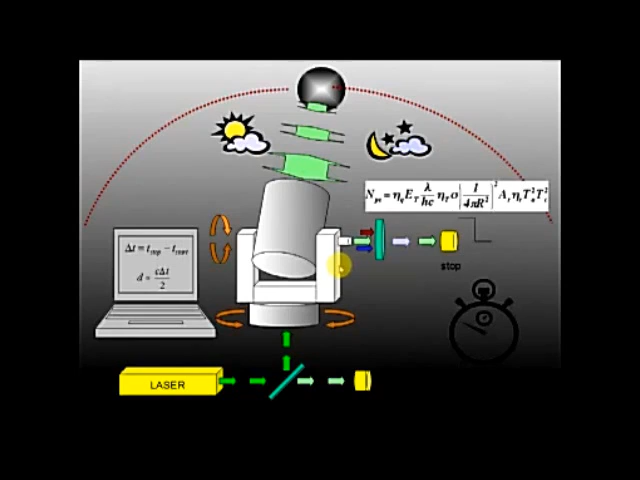 N_pe = η_q E_T λ/hc η_T σ (1/4πR²)² A_r η_r T_a² T_c²
Δt = t_stop − t_start
d = cΔt/2
stop
LASER